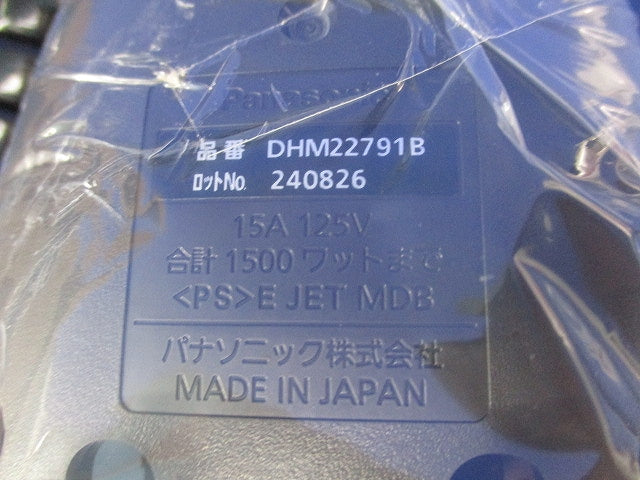 Panasonic
品番 DHM22791B
ロットNo. 240826
15A 125V
合計1500ワットまで
<PS>E JET MDB
パナソニック株式会社
MADE IN JAPAN